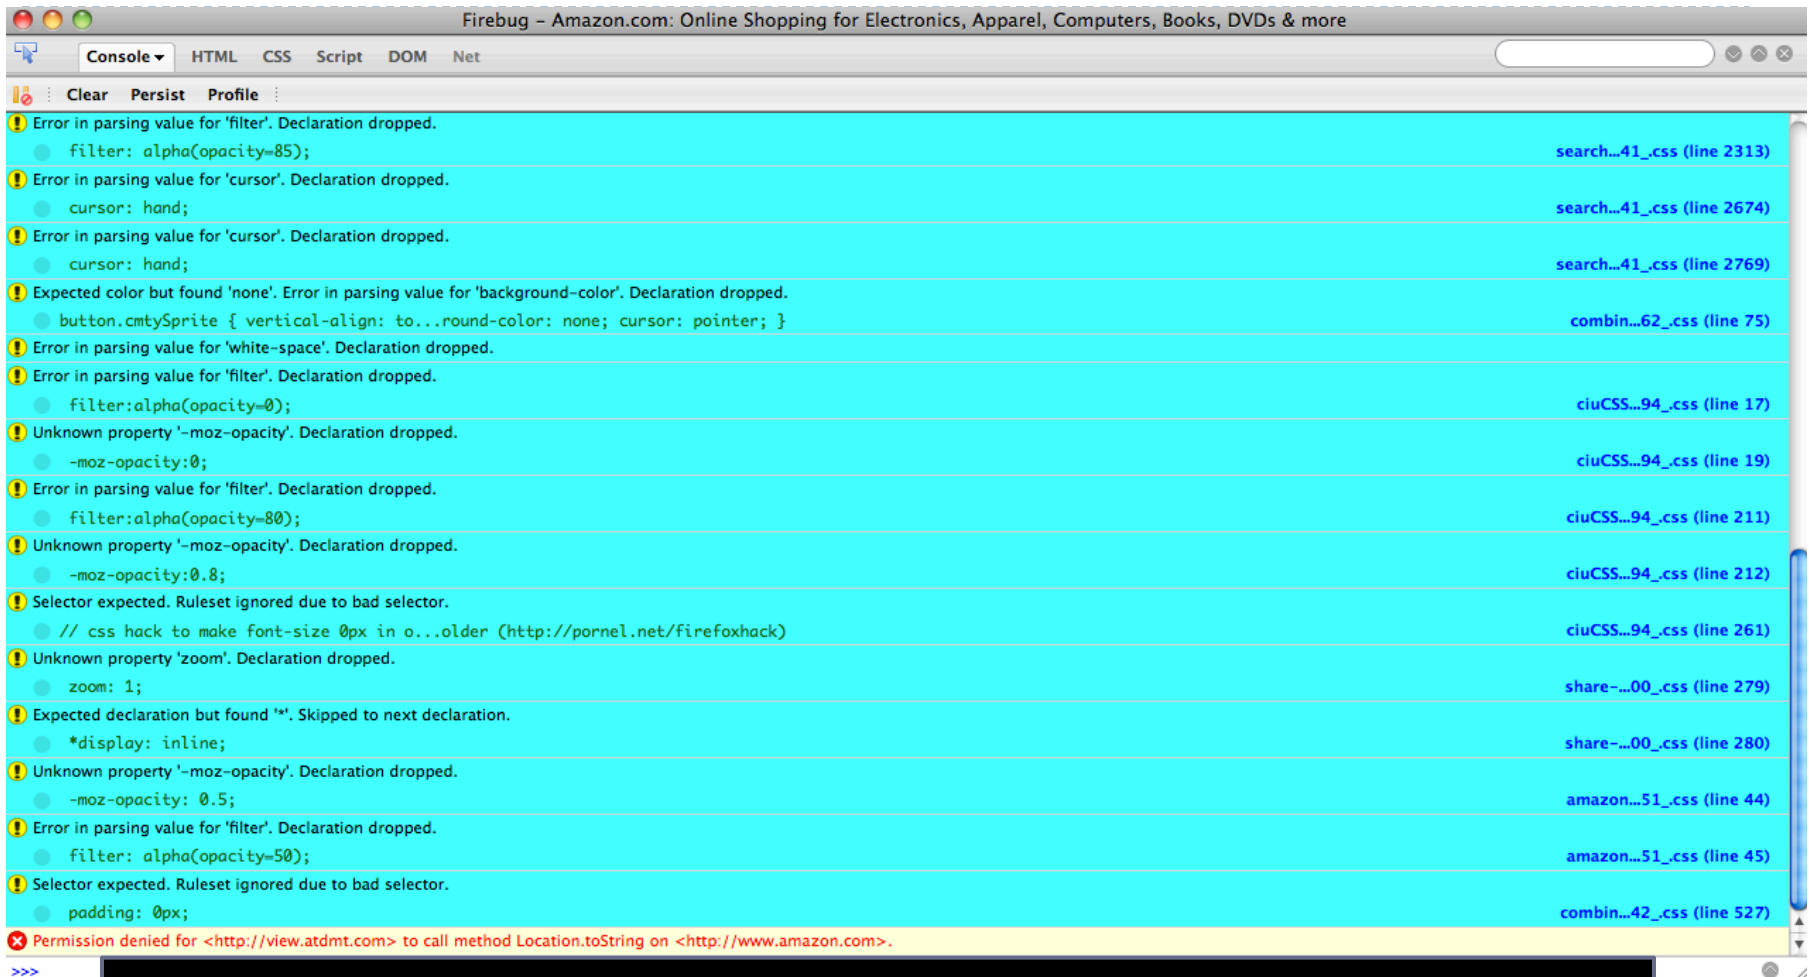 Firebug – Amazon.com: Online Shopping for Electronics, Apparel, Computers, Books, DVDs & more
Console HTML CSS Script DOM Net
Clear Persist Profile
Error in parsing value for 'filter'. Declaration dropped.
filter: alpha(opacity=85); search...41_.css (line 2313)
Error in parsing value for 'cursor'. Declaration dropped.
cursor: hand; search...41_.css (line 2674)
Error in parsing value for 'cursor'. Declaration dropped.
cursor: hand; search...41_.css (line 2769)
Expected color but found 'none'. Error in parsing value for 'background-color'. Declaration dropped.
button.cmtySprite { vertical-align: to...round-color: none; cursor: pointer; } combin...62_.css (line 75)
Error in parsing value for 'white-space'. Declaration dropped.
Error in parsing value for 'filter'. Declaration dropped.
filter:alpha(opacity=0); ciuCSS...94_.css (line 17)
Unknown property '-moz-opacity'. Declaration dropped.
-moz-opacity:0; ciuCSS...94_.css (line 19)
Error in parsing value for 'filter'. Declaration dropped.
filter:alpha(opacity=80); ciuCSS...94_.css (line 211)
Unknown property '-moz-opacity'. Declaration dropped.
-moz-opacity:0.8; ciuCSS...94_.css (line 212)
Selector expected. Ruleset ignored due to bad selector.
// css hack to make font-size 0px in o...older (http://pornel.net/firefoxhack) ciuCSS...94_.css (line 261)
Unknown property 'zoom'. Declaration dropped.
zoom: 1; share-...00_.css (line 279)
Expected declaration but found '*'. Skipped to next declaration.
*display: inline; share-...00_.css (line 280)
Unknown property '-moz-opacity'. Declaration dropped.
-moz-opacity: 0.5; amazon...51_.css (line 44)
Error in parsing value for 'filter'. Declaration dropped.
filter: alpha(opacity=50); amazon...51_.css (line 45)
Selector expected. Ruleset ignored due to bad selector.
padding: 0px; combin...42_.css (line 527)
Permission denied for <http://view.atdmt.com> to call method Location.toString on <http://www.amazon.com>.
>>>